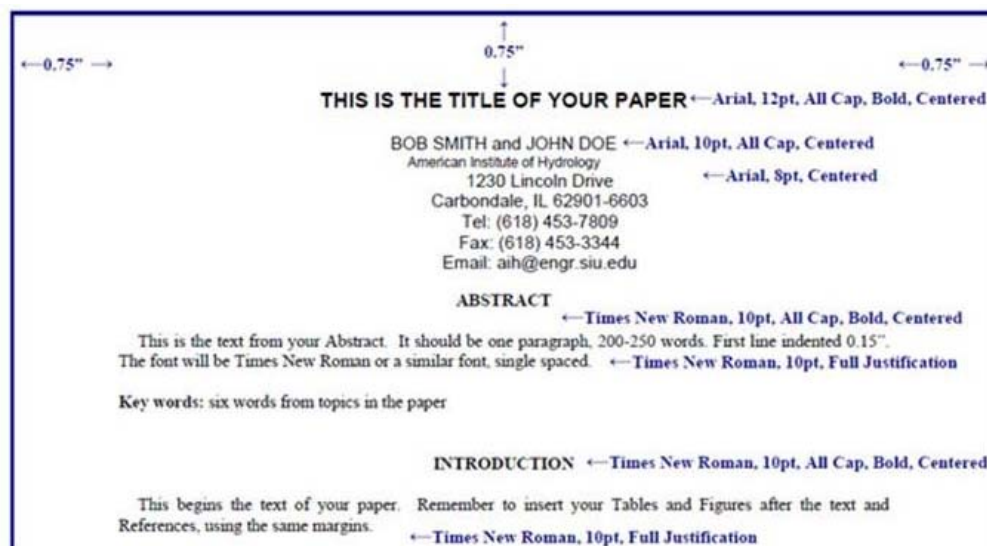 0.75"
←0.75" → ←0.75" →
THIS IS THE TITLE OF YOUR PAPER ←Arial, 12pt, All Cap, Bold, Centered
BOB SMITH and JOHN DOE ←Arial, 10pt, All Cap, Centered
American Institute of Hydrology
1230 Lincoln Drive ←Arial, 8pt, Centered
Carbondale, IL 62901-6603
Tel: (618) 453-7809
Fax: (618) 453-3344
Email: aih@engr.siu.edu
ABSTRACT
←Times New Roman, 10pt, All Cap, Bold, Centered
This is the text from your Abstract. It should be one paragraph, 200-250 words. First line indented 0.15".
The font will be Times New Roman or a similar font, single spaced. ←Times New Roman, 10pt, Full Justification
Key words: six words from topics in the paper
INTRODUCTION ←Times New Roman, 10pt, All Cap, Bold, Centered
This begins the text of your paper. Remember to insert your Tables and Figures after the text and
References, using the same margins.
←Times New Roman, 10pt, Full Justification